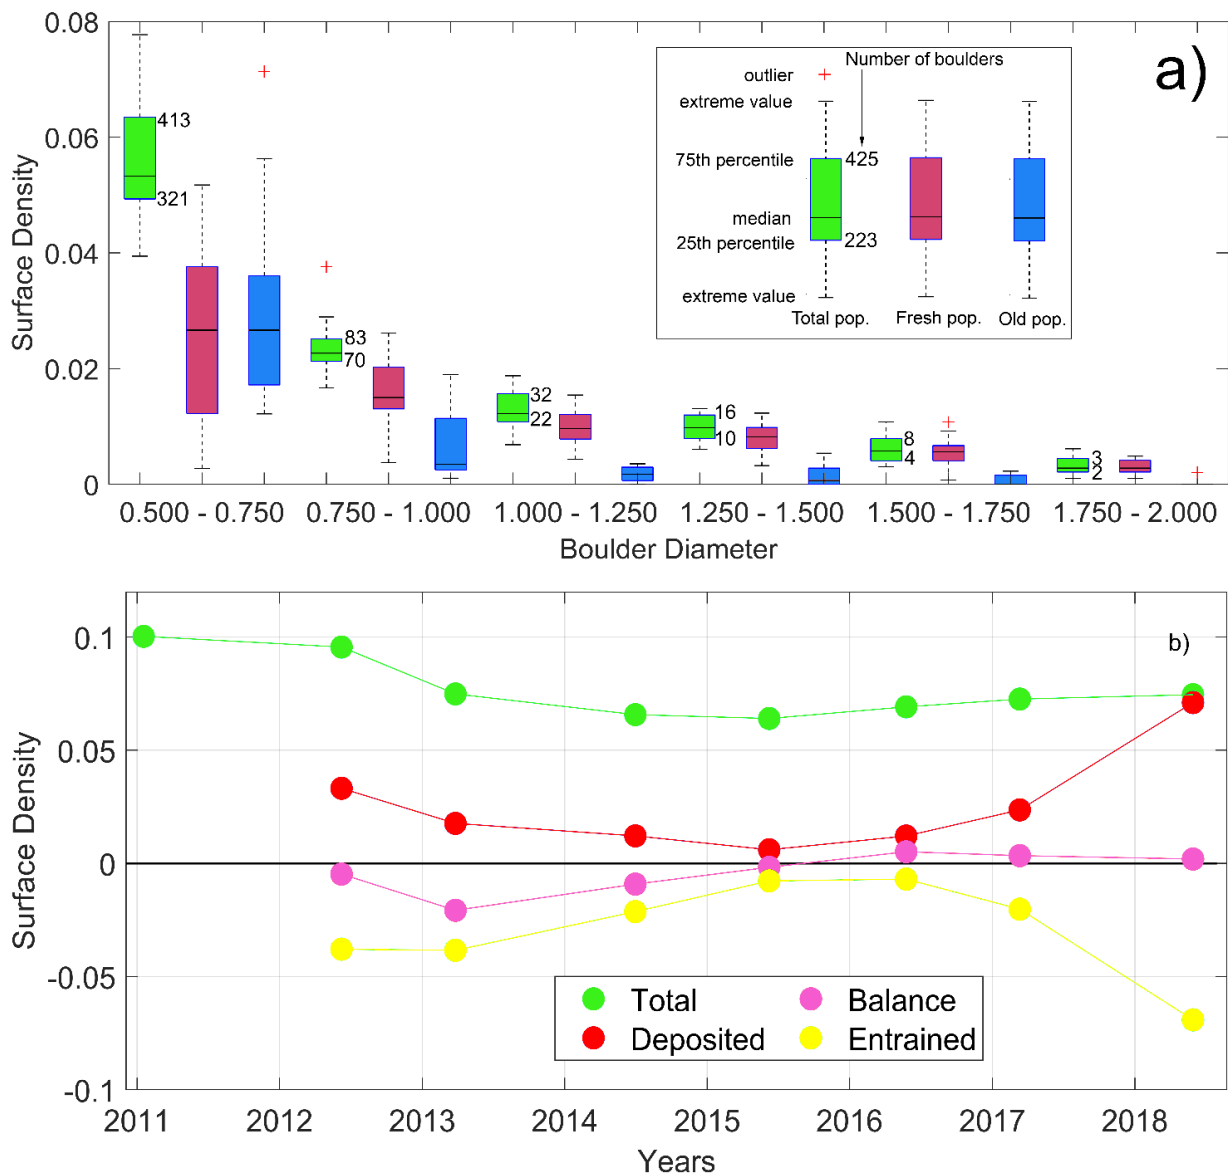 a)
0.08
0.06
0.04
0.02
0
Surface Density
413
321
83
70
32
22
16
10
8
4
3
2
Number of boulders
outlier
extreme value
75th percentile
425
median
25th percentile
223
extreme value
Total pop. Fresh pop. Old pop.
0.500 - 0.750 0.750 - 1.000 1.000 - 1.250 1.250 - 1.500 1.500 - 1.750 1.750 - 2.000
Boulder Diameter
b)
0.1
0.05
0
-0.05
-0.1
Surface Density
Total Balance
Deposited Entrained
2011 2012 2013 2014 2015 2016 2017 2018
Years